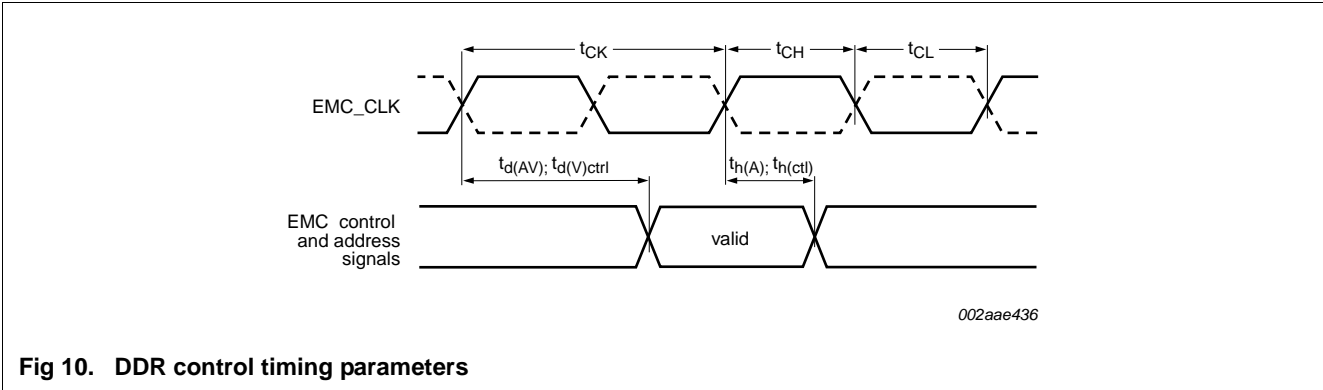 tCK tCH tCL
EMC_CLK
td(AV); td(V)ctrl th(A); th(ctl)
EMC control
and address
signals
valid
002aae436
Fig 10. DDR control timing parameters